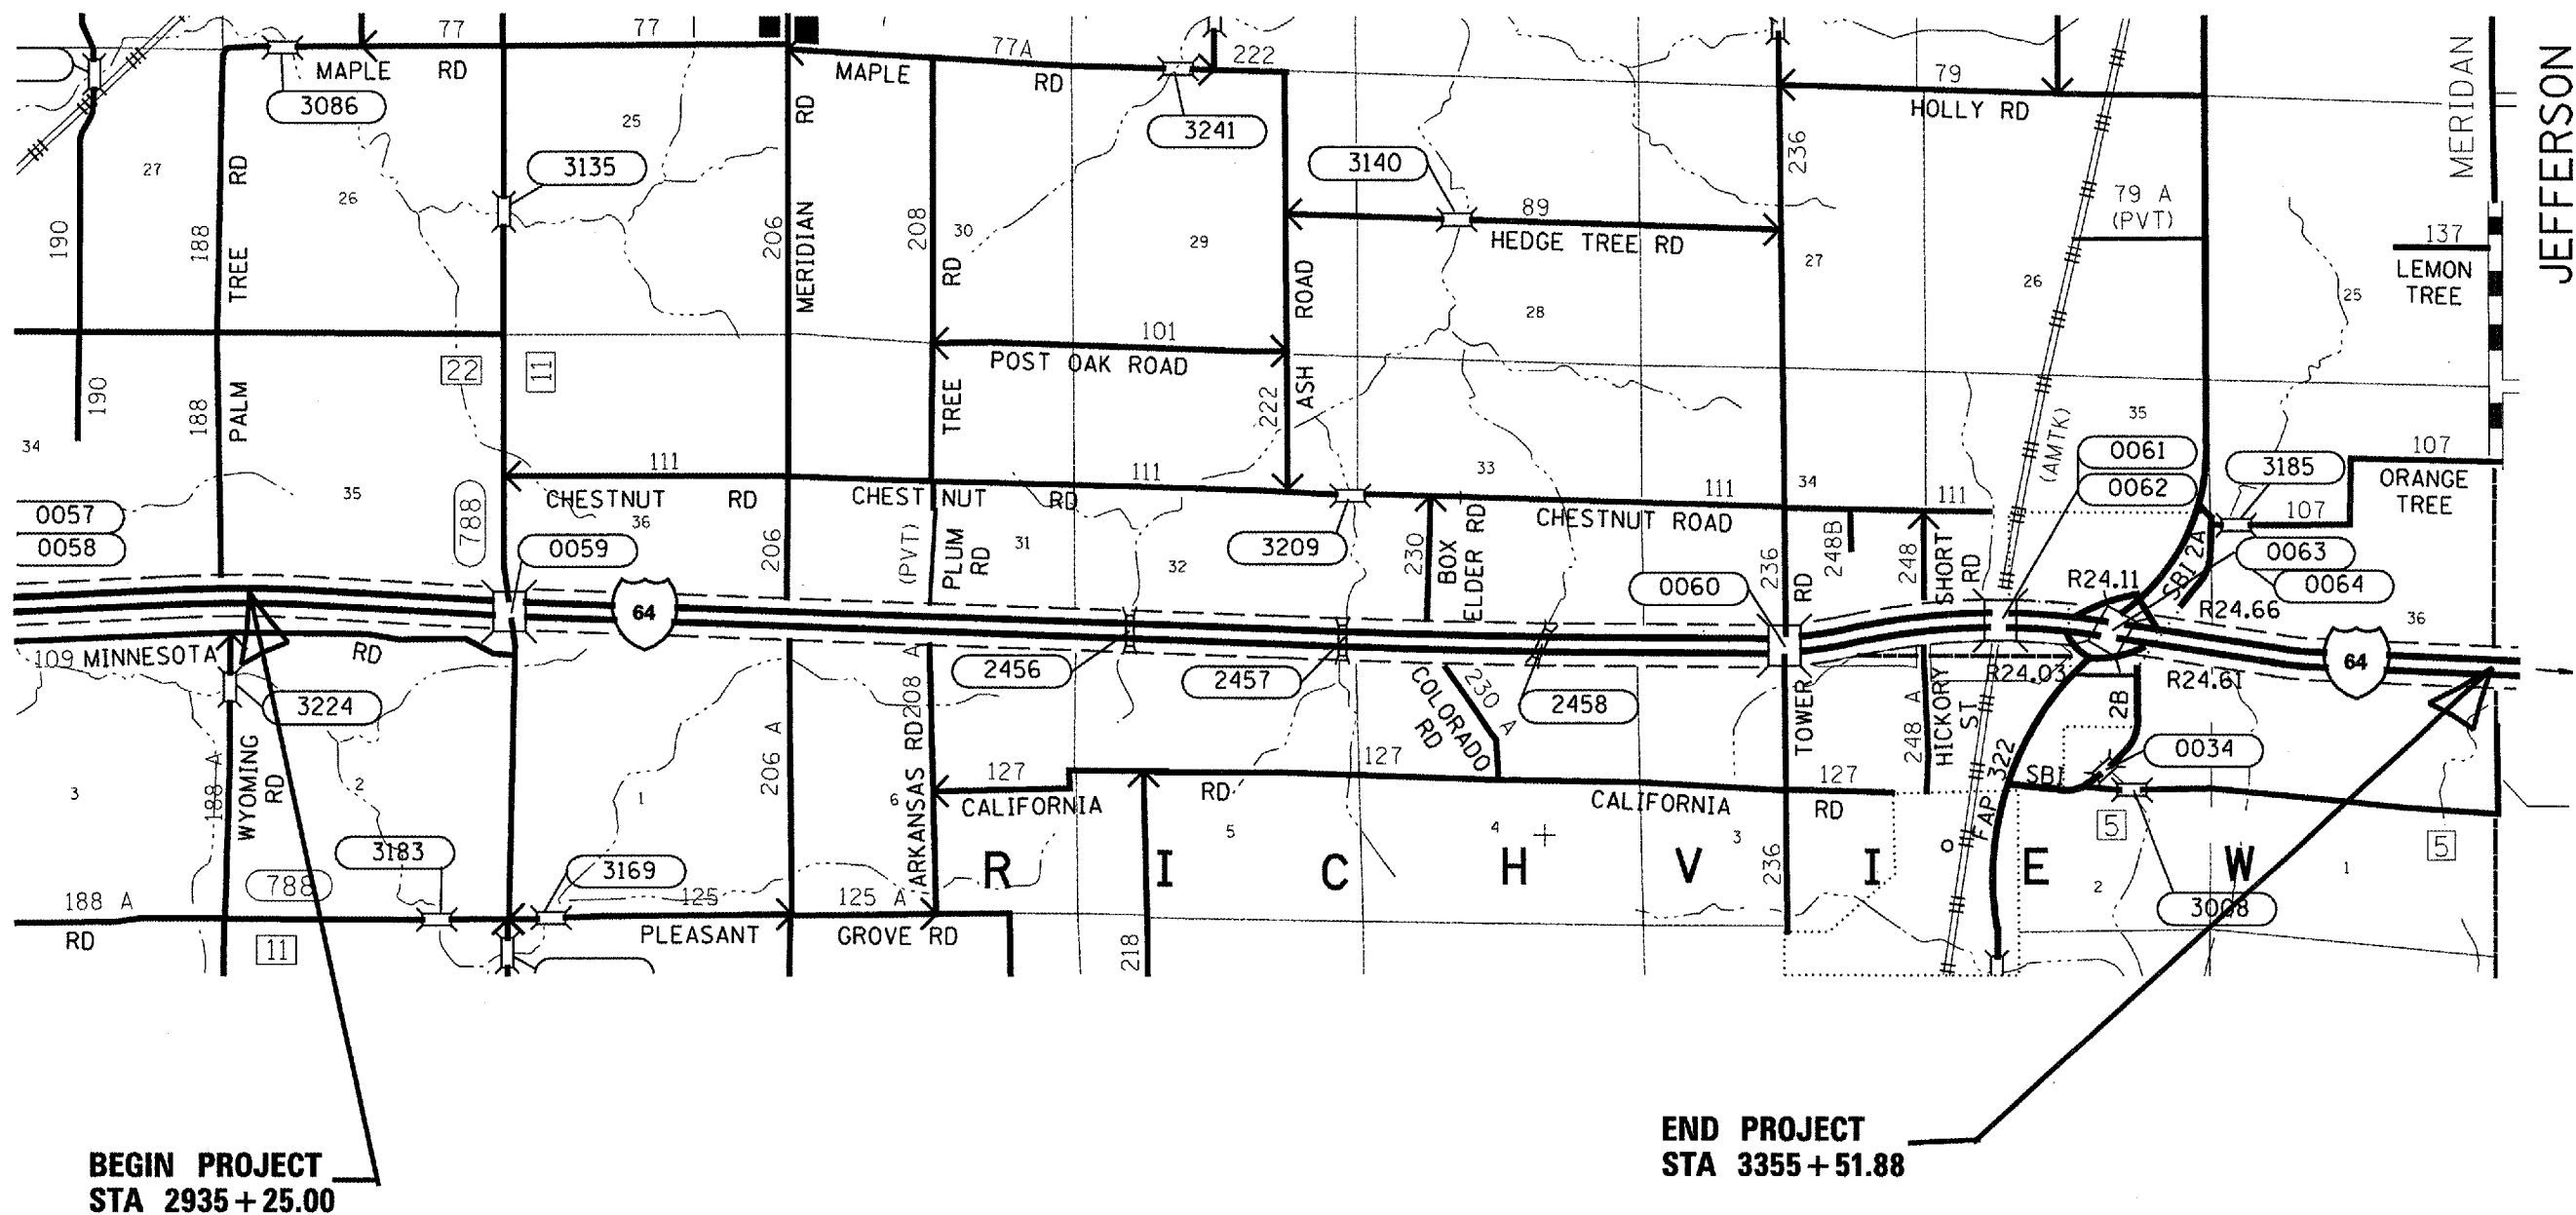 77
77
77A
222
79
MAPLE RD
MAPLE RD
HOLLY RD
3086
3241
3135
3140
25
27
26
30
29
28
27
26
25
RD
RD
236
MERIDIAN
JEFFERSON
79 A
(PVT)
137
LEMON
TREE
190
188
TREE
206
MERIDIAN
208
RD
89
HEDGE TREE RD
ROAD
101
POST OAK ROAD
190
188
PALM
22
11
TREE
222
ASH
(AMTK)
35
0061
0062
3185
107
ORANGE
TREE
107
34
35
36
33
34
111
CHESTNUT RD
111
CHESTNUT RD
111
CHESTNUT ROAD
111
0057
0058
788
0059
206
(PVT)
PLUM
RD
31
32
3209
230
BOX
ELDER RD
0060
236
RD
248B
248
SHORT
RD
R24.11
SBI 2A
0063
0064
R24.66
36
64
64
109 MINNESOTA RD
3224
188 A
WYOMING
RD
2456
2457
2458
208 A
ARKANSAS RD
206 A
COLORADO
RD
230 A
TOWER
248 A
HICKORY
ST
R24.03
R24.61
2B
0034
FAP 322
SBI
5
5
3
2
1
6
5
4
3
2
1
127
CALIFORNIA RD
127
CALIFORNIA RD
127
3183
3169
788
188 A
RD
11
125
PLEASANT
125 A
GROVE RD
218
236
R I C H V I E W
3008
BEGIN PROJECT
STA 2935+25.00
END PROJECT
STA 3355+51.88